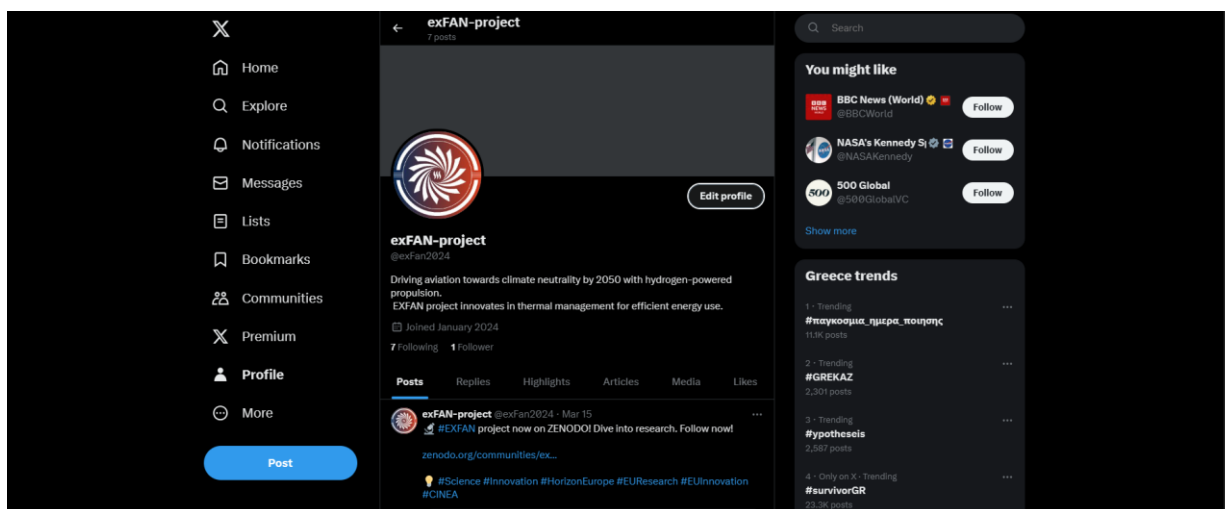 Home
Explore
Notifications
Messages
Lists
Bookmarks
Communities
Premium
Profile
More
Post
exFAN-project
7 posts
Edit profile
exFAN-project
@exFan2024
Driving aviation towards climate neutrality by 2050 with hydrogen-powered
propulsion.
EXFAN project innovates in thermal management for efficient energy use.
Joined January 2024
7 Following 1 Follower
Posts Replies Highlights Articles Media Likes
exFAN-project @exFan2024 · Mar 15
🔬 #EXFAN project now on ZENODO! Dive into research. Follow now!
zenodo.org/communities/ex...
💡 #Science #Innovation #HorizonEurope #EUResearch #EUInnovation
#CINEA
Search
You might like
BBC NEWS
BBC News (World)
@BBCWorld
Follow
NASA's Kennedy Sp
@NASAKennedy
Follow
500
500 Global
@500GlobalVC
Follow
Show more
Greece trends
1 · Trending
#παγκοσμια_ημερα_ποιησης
11.1K posts
2 · Trending
#GREKAZ
2,301 posts
3 · Trending
#ypotheseis
2,587 posts
4 · Only on X · Trending
#survivorGR
23.3K posts